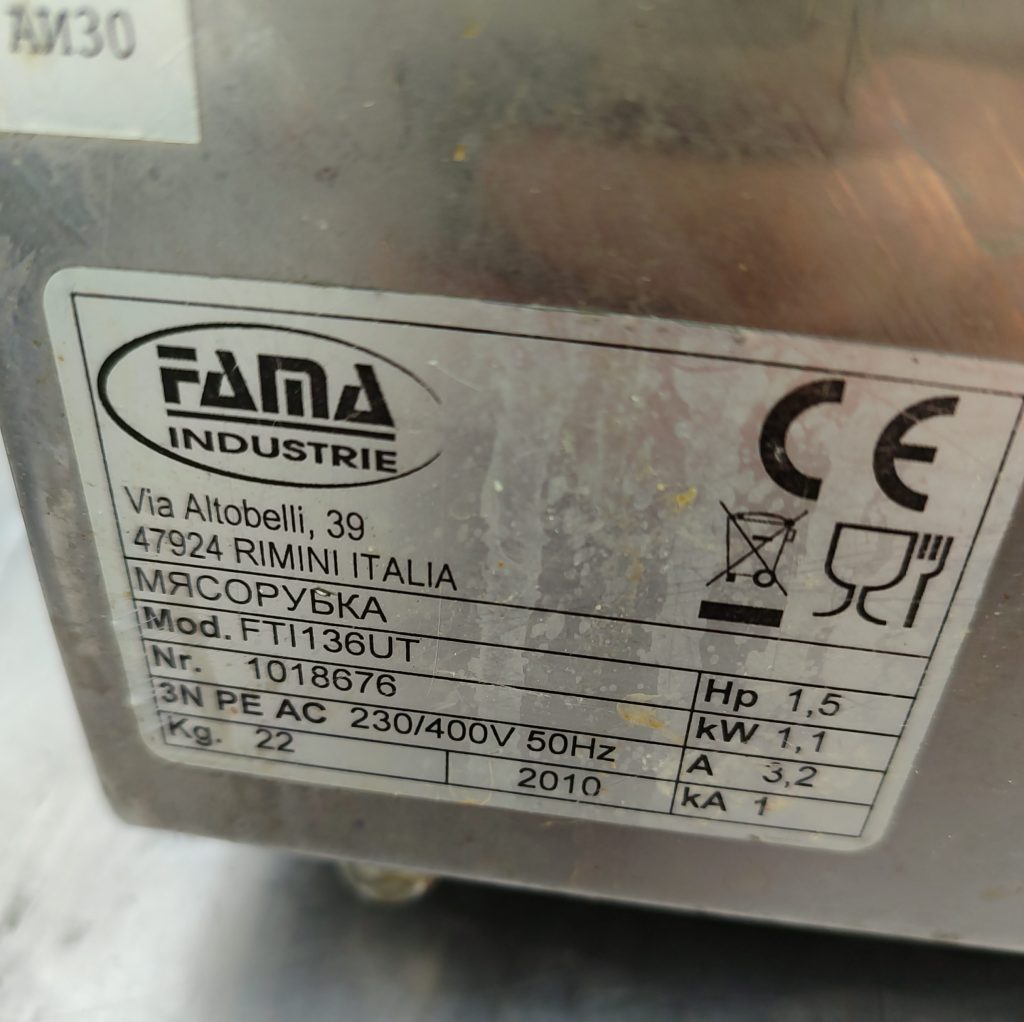 АИ30
FAMA
INDUSTRIE
CE
Via Altobelli, 39
47924 RIMINI ITALIA
МЯСОРУБКА
Mod. FTI136UT
Nr. 1018676
Hp 1,5
3N PE AC 230/400V 50Hz
kW 1,1
Kg. 22
2010
A 3,2
kA 1